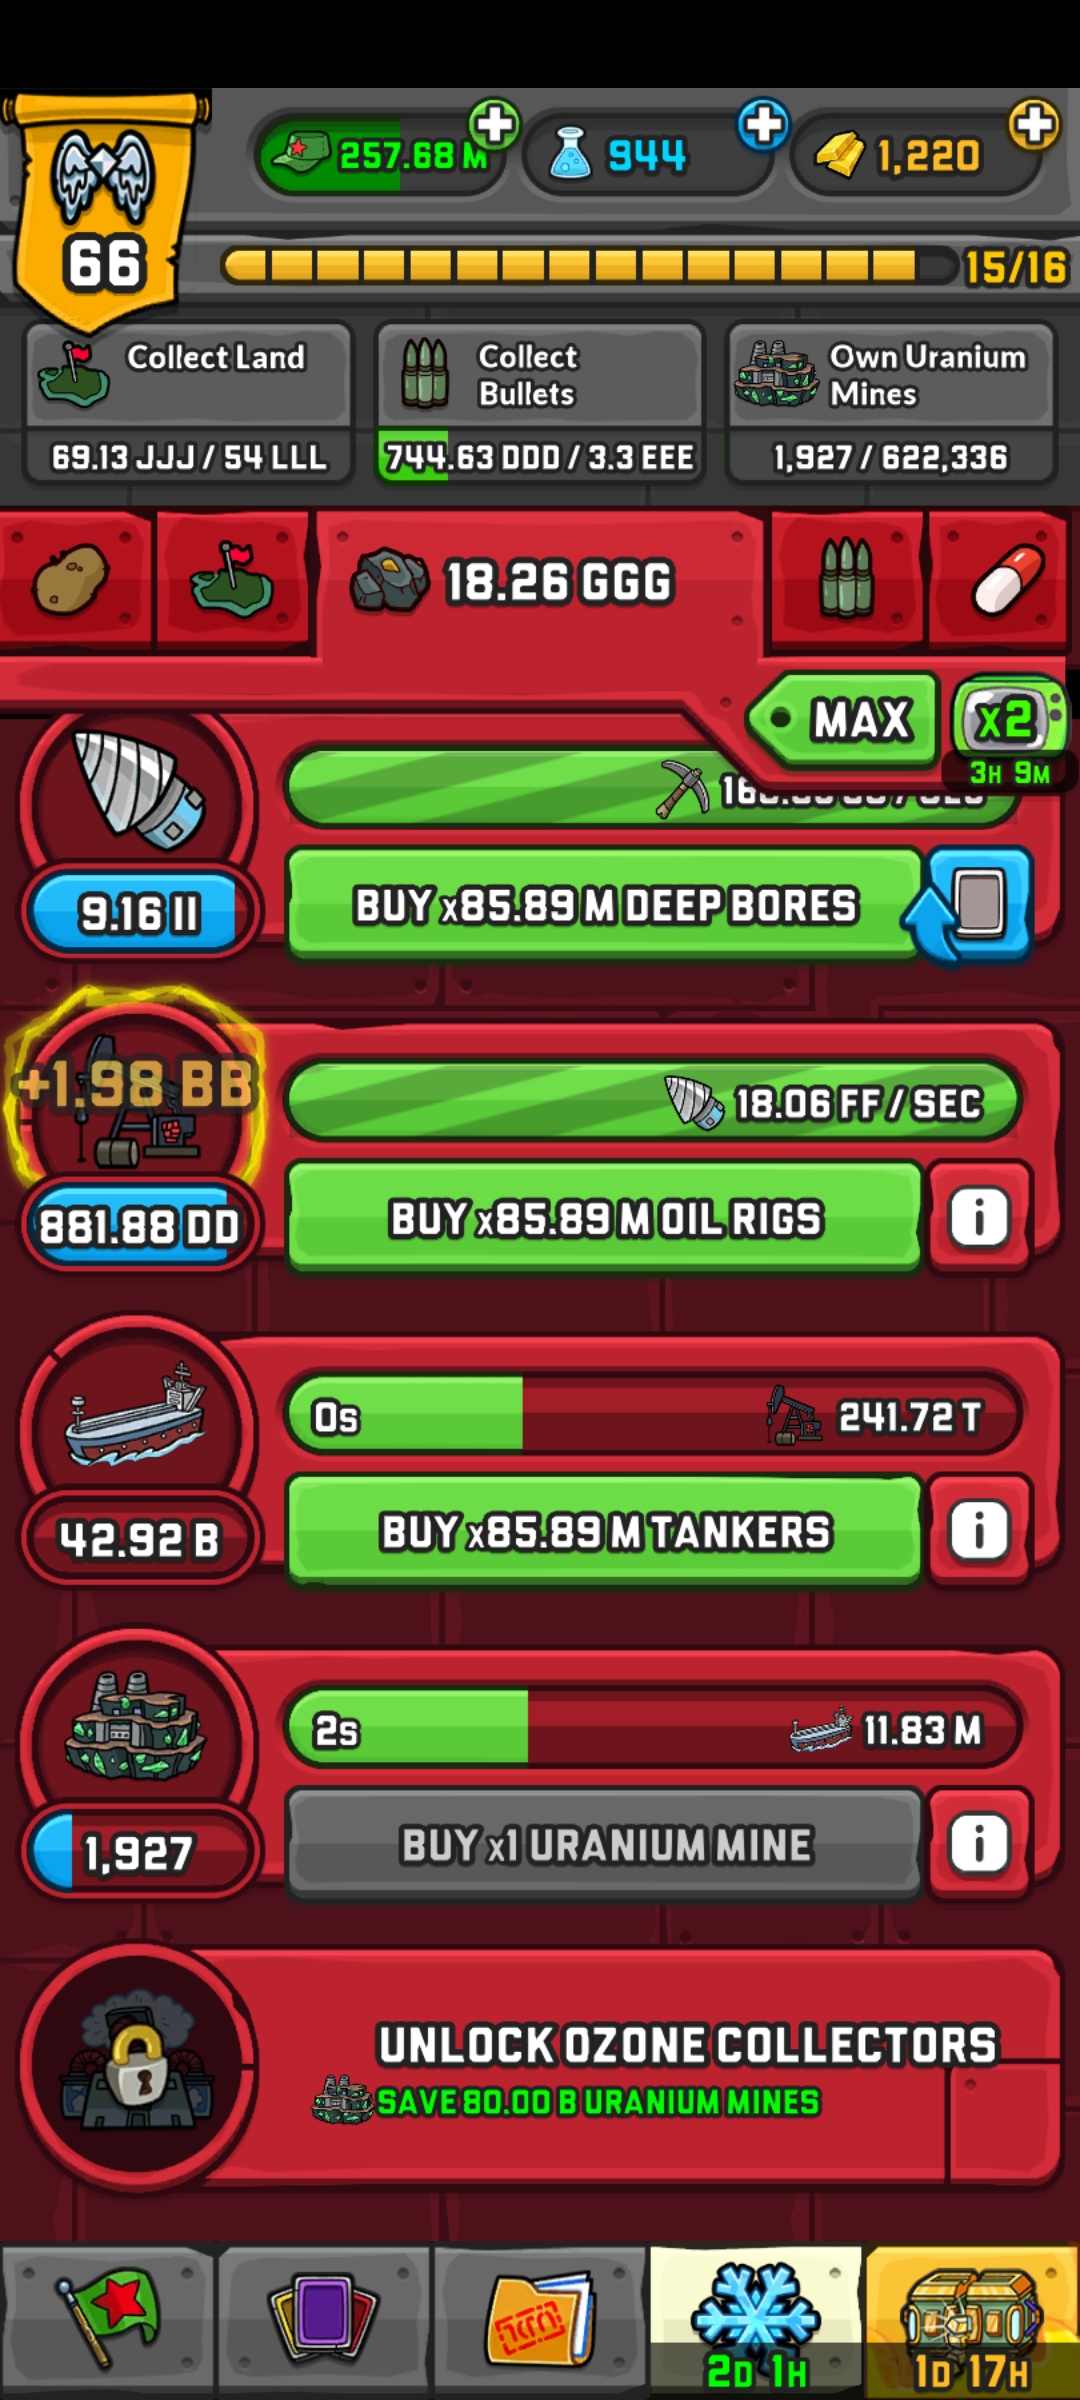 257.68 M
944
1,220
66
15/16
Collect Land
69.13 JJJ / 54 LLL
Collect
Bullets
744.63 DDD / 3.3 EEE
Own Uranium
Mines
1,927 / 622,336
18.26 GGG
MAX
x2
3H 9M
9.16 II
BUY x85.89 M DEEP BORES
+1.98 BB
18.06 FF / SEC
881.88 DD
BUY x85.89 M OIL RIGS
i
0s
241.72 T
42.92 B
BUY x85.89 M TANKERS
i
2s
11.83 M
1,927
BUY x1 URANIUM MINE
i
UNLOCK OZONE COLLECTORS
SAVE 80.00 B URANIUM MINES
2D 1H
1D 17H